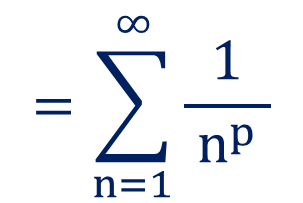 = ∑_{n=1}^{∞} 1/n^p